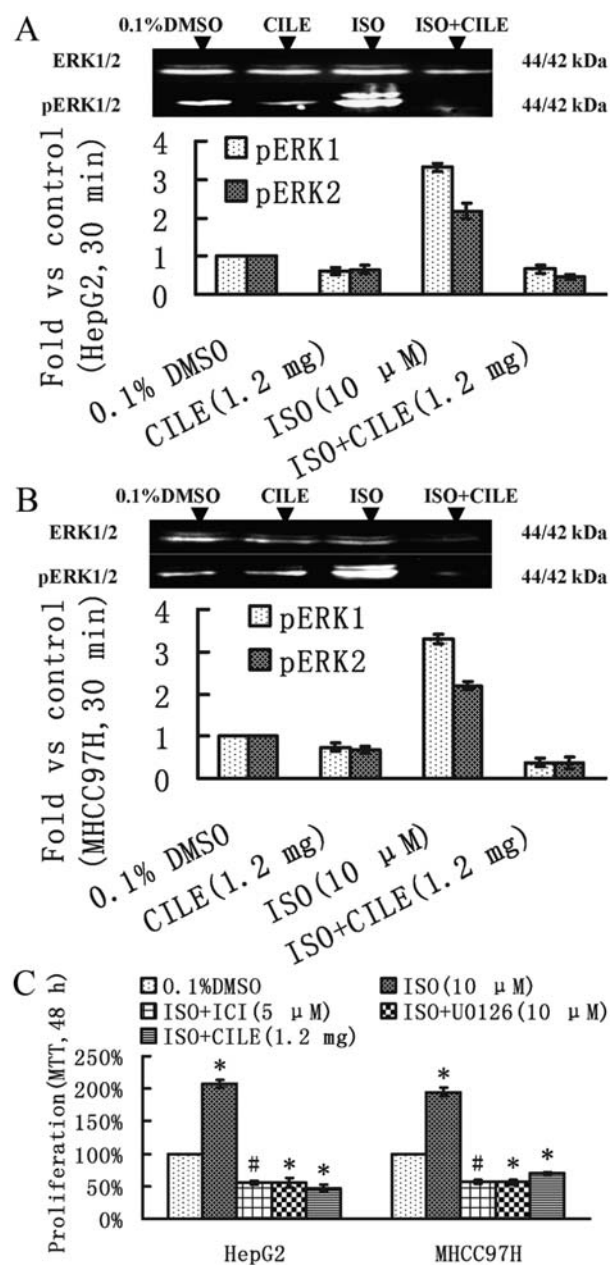 A
0.1%DMSO CILE ISO ISO+CILE
ERK1/2 44/42 kDa
pERK1/2 44/42 kDa
Fold vs control
(HepG2, 30 min)
4
3
2
1
0
pERK1
pERK2
0.1% DMSO
CILE(1.2 mg)
ISO(10 μM)
ISO+CILE(1.2 mg)
B
0.1%DMSO CILE ISO ISO+CILE
ERK1/2 44/42 kDa
pERK1/2 44/42 kDa
Fold vs control
(MHCC97H, 30 min)
4
3
2
1
0
pERK1
pERK2
0.1% DMSO
CILE(1.2 mg)
ISO(10 μM)
ISO+CILE(1.2 mg)
C
0.1%DMSO ISO(10 μM)
ISO+ICI(5 μM) ISO+U0126(10 μM)
ISO+CILE(1.2 mg)
Proliferation(MTT, 48 h)
250%
200%
150%
100%
50%
0%
* # * *
* # * *
HepG2 MHCC97H